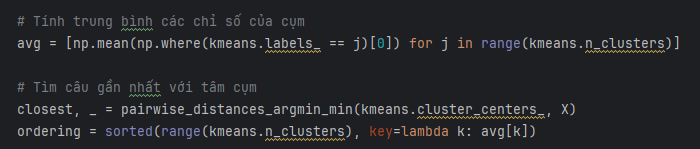 # Tính trung bình các chỉ số của cụm
avg = [np.mean(np.where(kmeans.labels_ == j)[0]) for j in range(kmeans.n_clusters)]
# Tìm câu gần nhất với tâm cụm
closest, _ = pairwise_distances_argmin_min(kmeans.cluster_centers_, X)
ordering = sorted(range(kmeans.n_clusters), key=lambda k: avg[k])